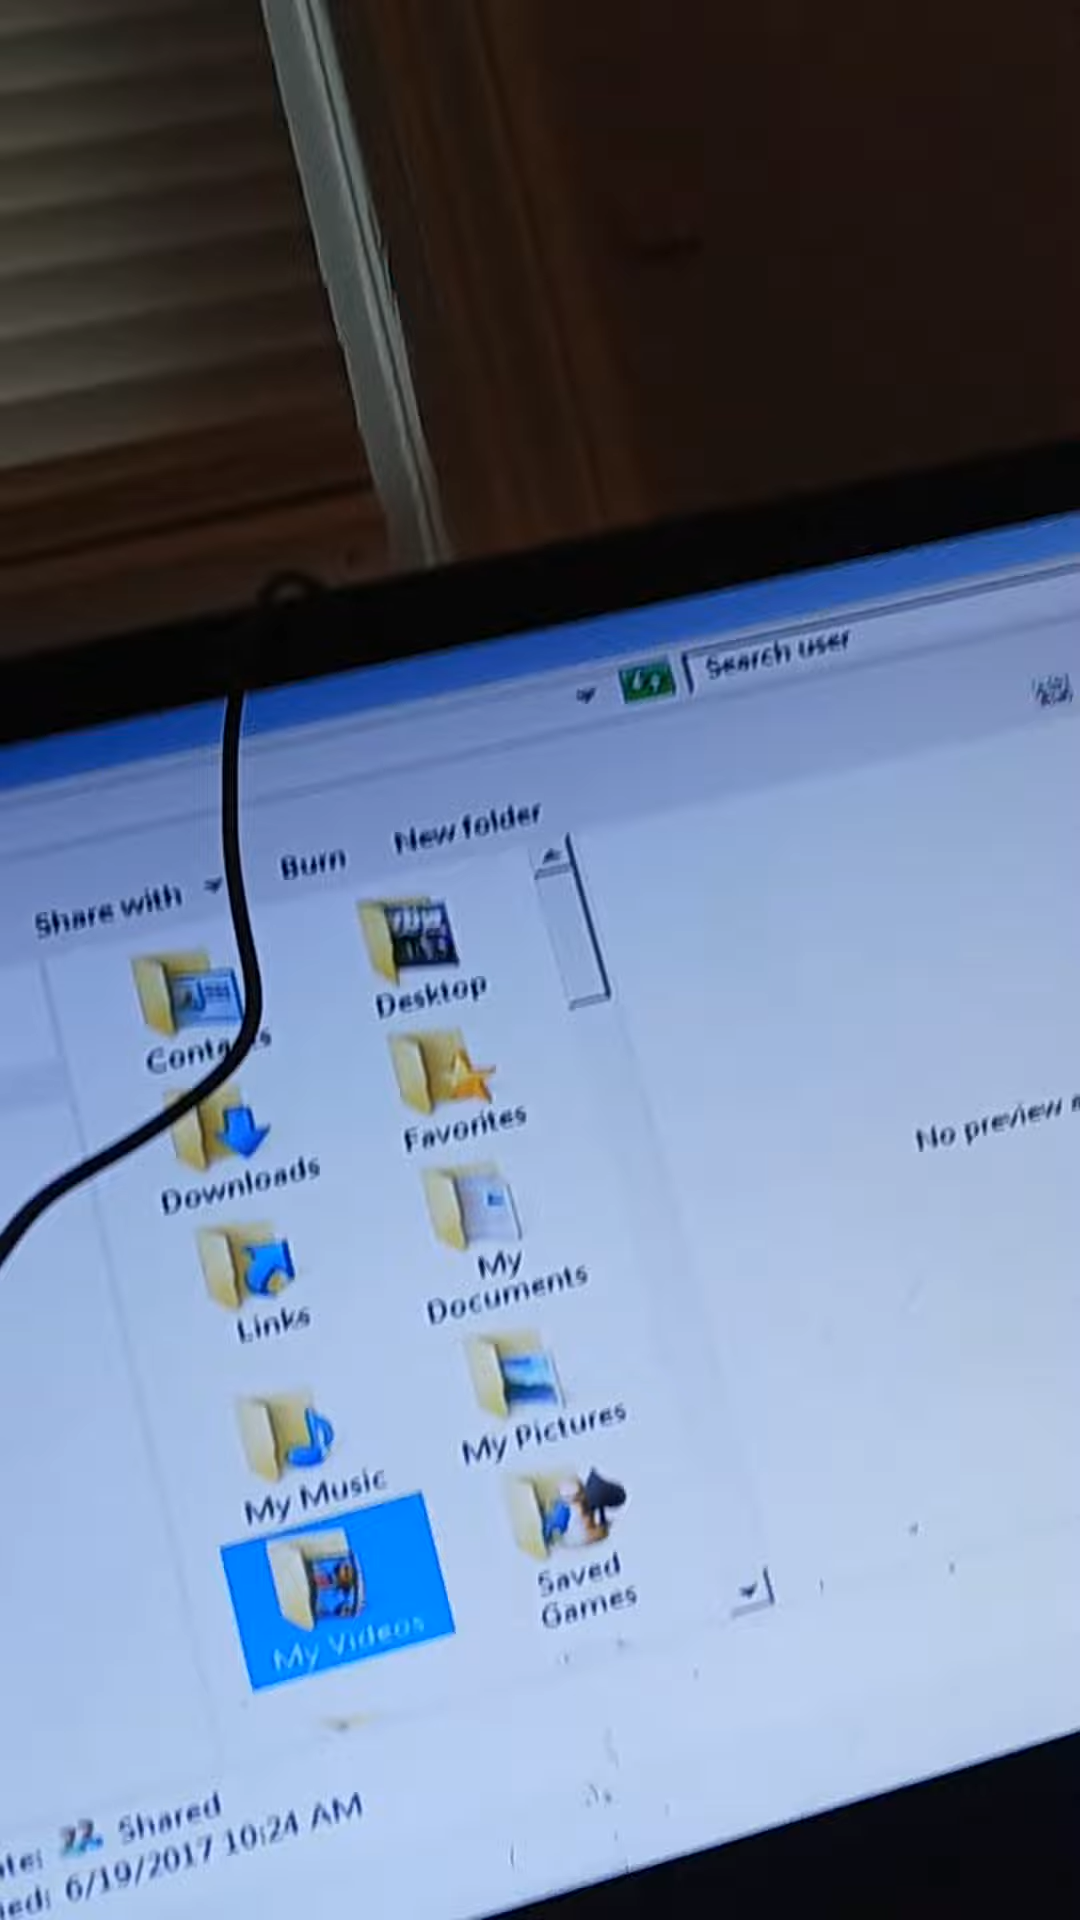 Search user
Share with
Burn
New folder
Desktop
Favorites
Downloads
My
Documents
Links
My Pictures
My Music
Saved
Games
My Videos
No preview
Shared
6/19/2017 10:24 AM